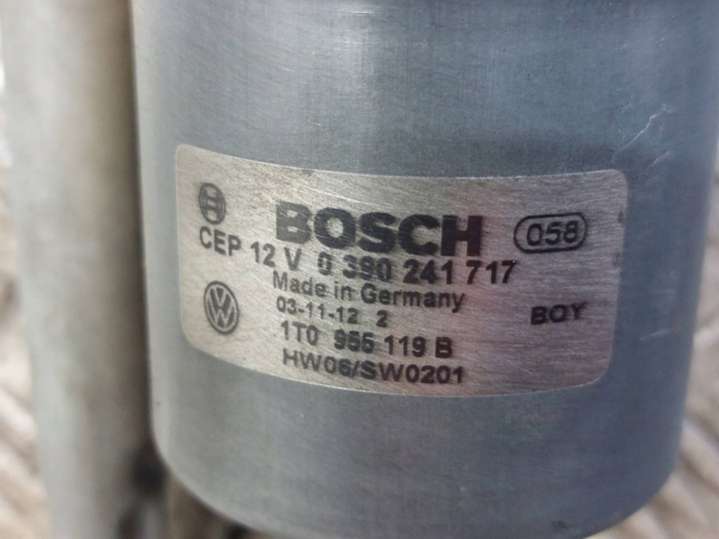 BOSCH 058
CEP 12 V 0 390 241 717
Made in Germany
03-11-12 2 BOY
1T0 955 119 B
HW06/SW0201